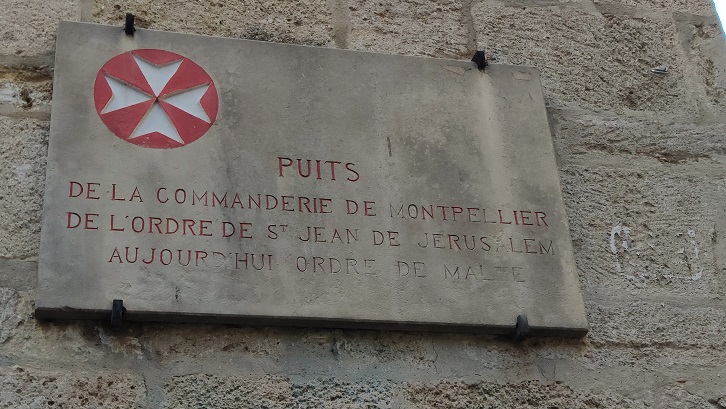 PUITS
DE LA COMMANDERIE DE MONTPELLIER
DE L'ORDRE DE ST JEAN DE JERUSALEM
AUJOURD'HUI ORDRE DE MALTE